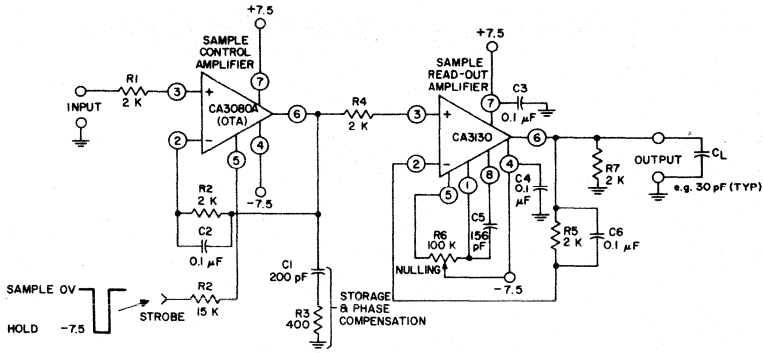 +7.5
SAMPLE
CONTROL
AMPLIFIER
7
R1
2 K
3
+
CA3080A
(OTA)
6
INPUT
2
−
5
4
R2
2 K
-7.5
C2
0.1 µF
R4
2 K
+7.5
SAMPLE
READ-OUT
AMPLIFIER
7
C3
0.1 µF
3
+
CA3130
6
2
−
5
1
8
4
C4
0.1
µF
R7
2 K
OUTPUT
CL
e.g. 30 pF (TYP)
C5
156
pF
R6
100 K
NULLING
-7.5
R5
2 K
C6
0.1 µF
C1
200 pF
R3
400
STORAGE
& PHASE
COMPENSATION
SAMPLE 0V
HOLD -7.5
STROBE
R2
15 K